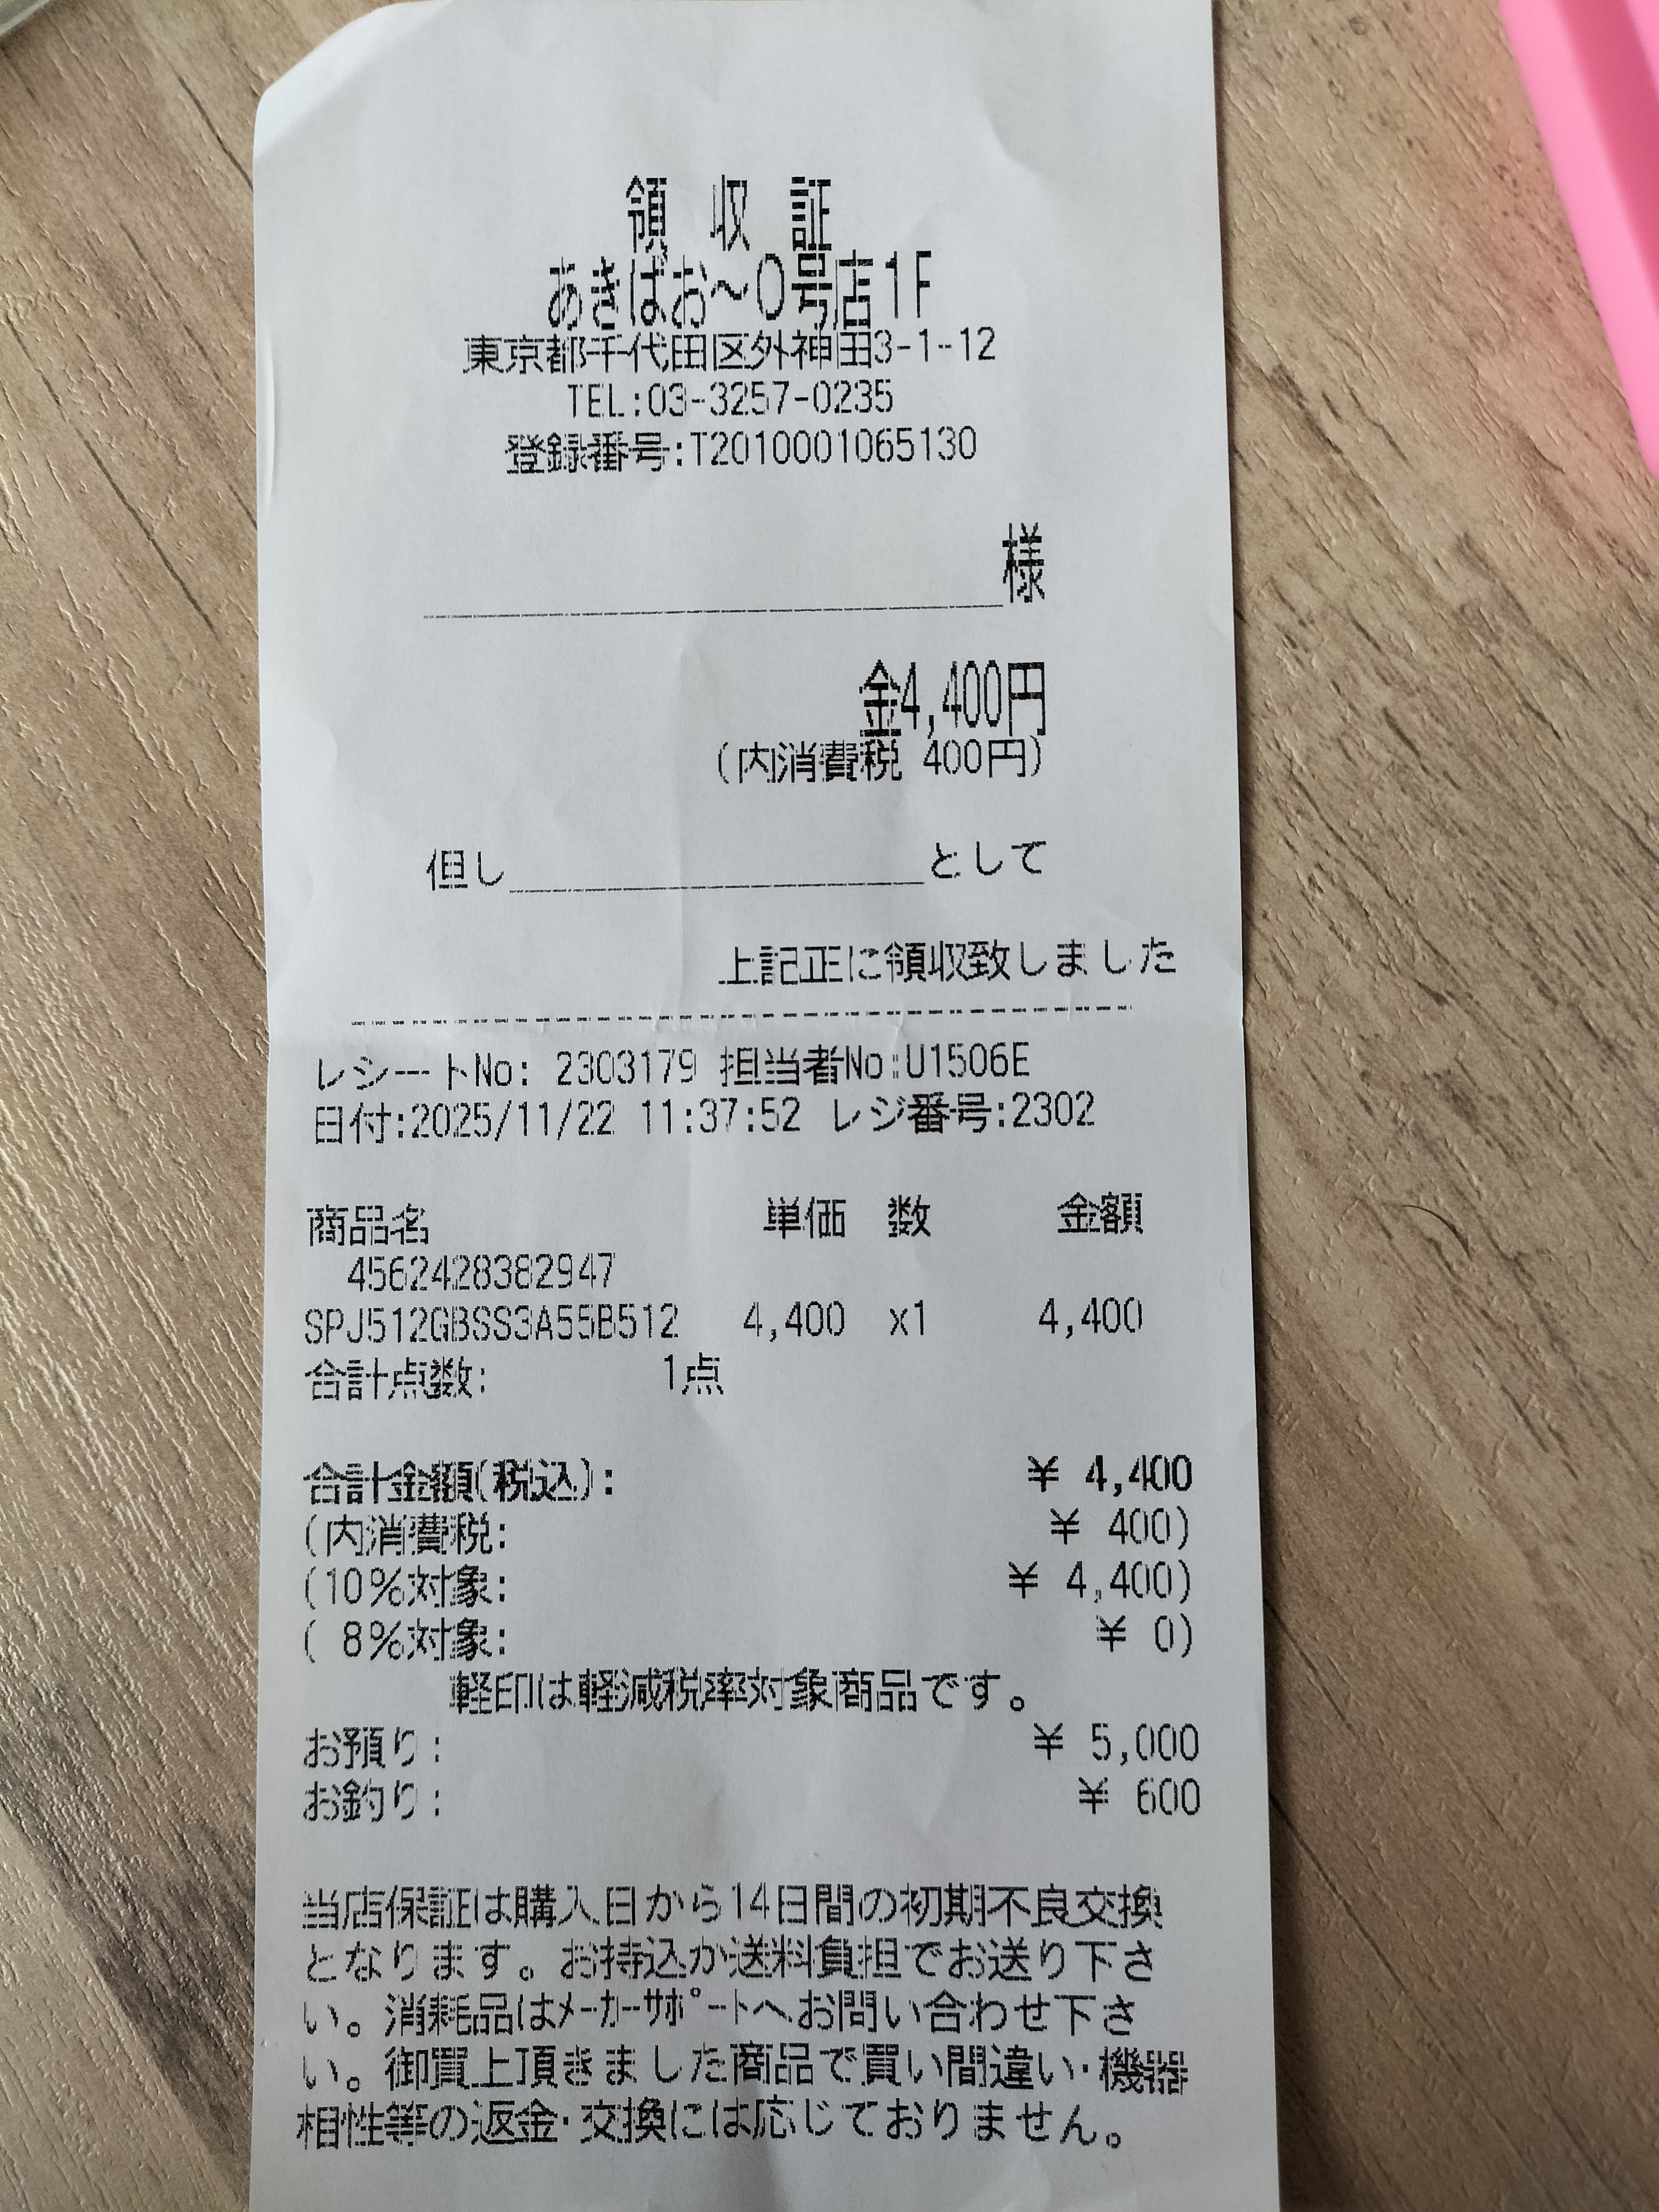 領 収 証
あきばお～0号店1F
東京都千代田区外神田3-1-12
TEL:03-3257-0235
登録番号:T2010001065130
様
金4,400円
(内消費税 400円)
但し　　　　　　　　　　として
上記正に領収致しました
レシートNo: 2303179 担当者No:U1506E
日付:2025/11/22 11:37:52 レジ番号:2302
商品名 単価 数 金額
4562428382947
SPJ512GBSS3A55B512 4,400 x1 4,400
合計点数: 1点
合計金額(税込): ¥ 4,400
(内消費税: ¥ 400)
(10%対象: ¥ 4,400)
( 8%対象: ¥ 0)
軽印は軽減税率対象商品です。
お預り: ¥ 5,000
お釣り: ¥ 600
当店保証は購入日から14日間の初期不良交換
となります。お持込か送料負担でお送り下さ
い。消耗品はﾒｰｶｰｻﾎﾟｰﾄへお問い合わせ下さ
い。御買上頂きました商品で買い間違い･機器
相性等の返金･交換には応じておりません。